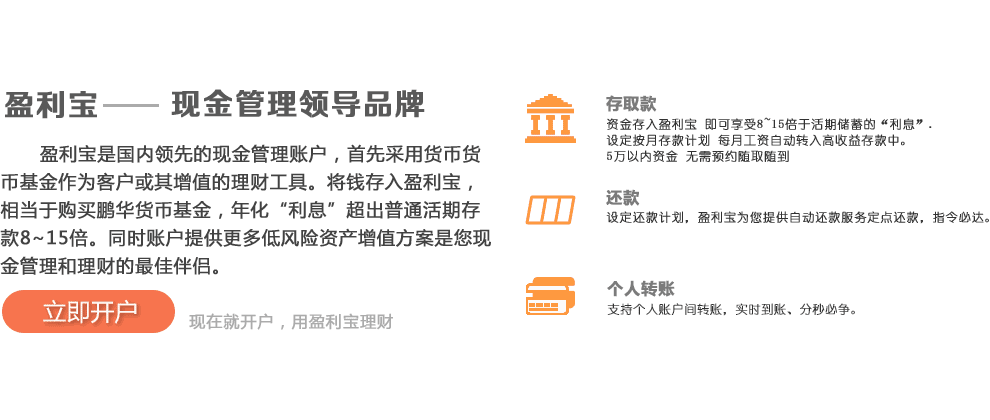 盈利宝——现金管理领导品牌
盈利宝是国内领先的现金管理账户，首先采用货币货
币基金作为客户或其增值的理财工具。将钱存入盈利宝，
相当于购买鹏华货币基金，年化“利息”超出普通活期存
款8~15倍。同时账户提供更多低风险资产增值方案是您现
金管理和理财的最佳伴侣。
立即开户
现在就开户，用盈利宝理财
存取款
资金存入盈利宝 即可享受8~15倍于活期储蓄的“利息”.
设定按月存款计划 每月工资自动转入高收益存款中。
5万以内资金 无需预约随取随到
还款
设定还款计划，盈利宝为您提供自动还款服务定点还款，指令必达。
个人转账
支持个人账户间转账，实时到账、分秒必争。